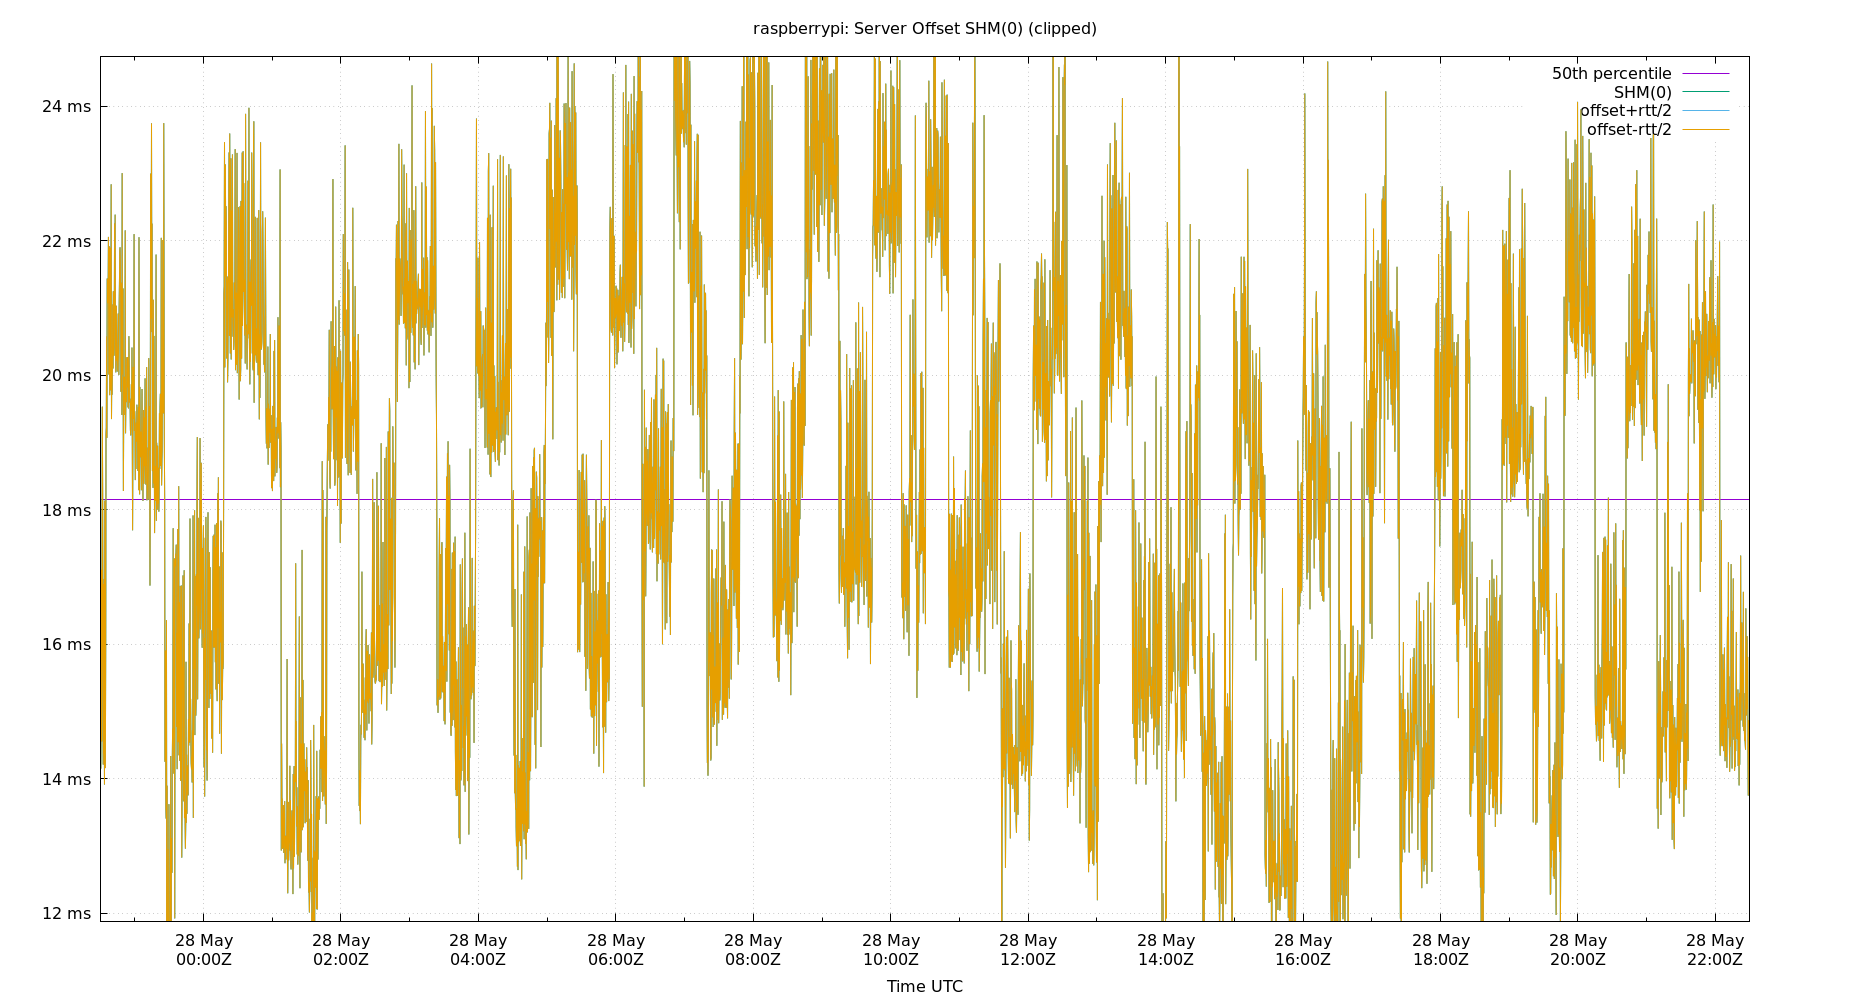 raspberrypi: Server Offset SHM(0) (clipped)
50th percentile
SHM(0)
offset+rtt/2
offset-rtt/2
24 ms
22 ms
20 ms
18 ms
16 ms
14 ms
12 ms
28 May 28 May 28 May 28 May 28 May 28 May 28 May 28 May 28 May 28 May 28 May 28 May
00:00Z 02:00Z 04:00Z 06:00Z 08:00Z 10:00Z 12:00Z 14:00Z 16:00Z 18:00Z 20:00Z 22:00Z
Time UTC